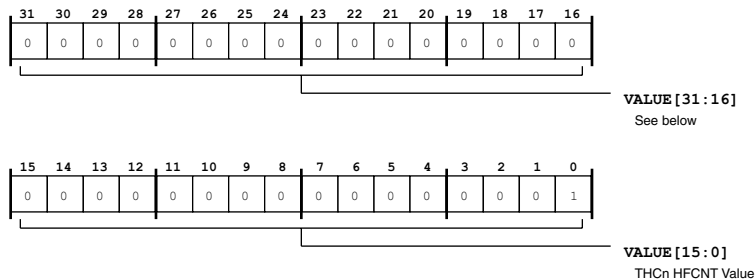 31 30 29 28 27 26 25 24 23 22 21 20 19 18 17 16
0 0 0 0 0 0 0 0 0 0 0 0 0 0 0 0
VALUE[31:16]
See below
15 14 13 12 11 10 9 8 7 6 5 4 3 2 1 0
0 0 0 0 0 0 0 0 0 0 0 0 0 0 0 1
VALUE[15:0]
THCn HFCNT Value